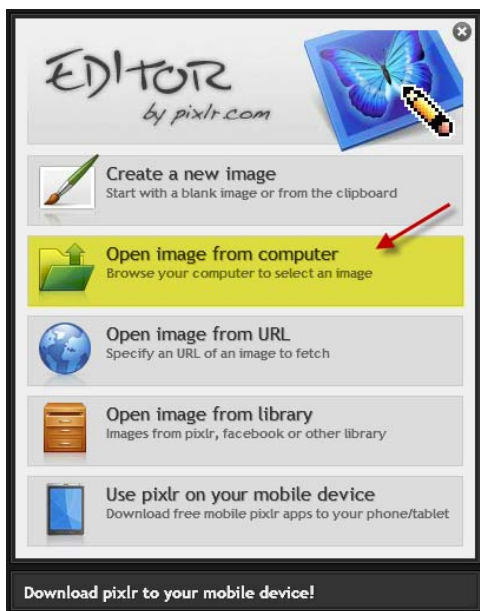 EDITOR
by pixlr.com
Create a new image
Start with a blank image or from the clipboard
Open image from computer
Browse your computer to select an image
Open image from URL
Specify an URL of an image to fetch
Open image from library
Images from pixlr, facebook or other library
Use pixlr on your mobile device
Download free mobile pixlr apps to your phone/tablet
Download pixlr to your mobile device!